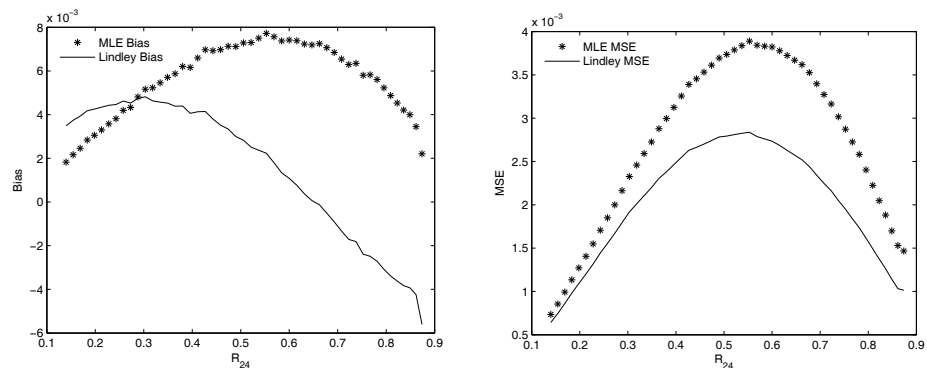 x 10⁻³
8
6
4
2
0
−2
−4
−6
Bias
✱ MLE Bias
Lindley Bias
0.1 0.2 0.3 0.4 0.5 0.6 0.7 0.8 0.9
R₂₄
x 10⁻³
4
3.5
3
2.5
2
1.5
1
0.5
MSE
✱ MLE MSE
Lindley MSE
0.1 0.2 0.3 0.4 0.5 0.6 0.7 0.8 0.9
R₂₄